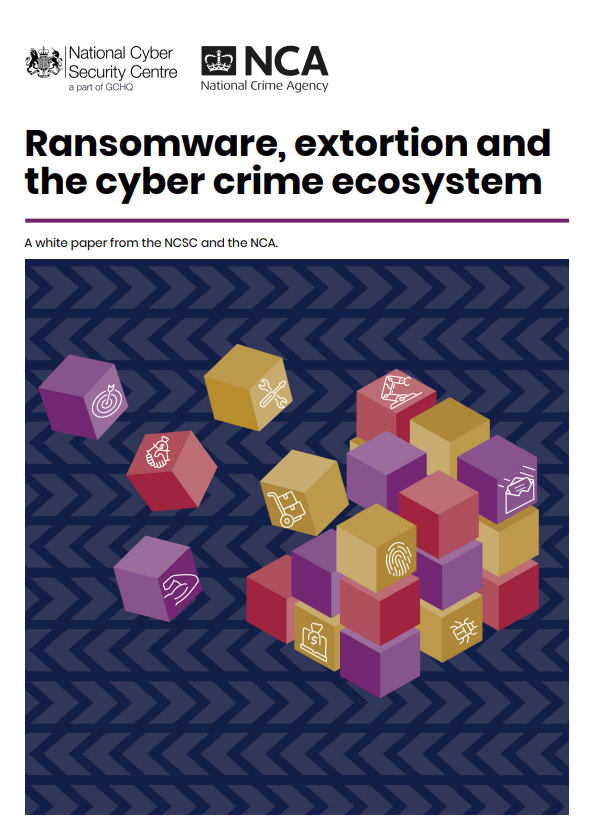 National Cyber
Security Centre
a part of GCHQ
NCA
National Crime Agency
Ransomware, extortion and
the cyber crime ecosystem
A white paper from the NCSC and the NCA.
$
$